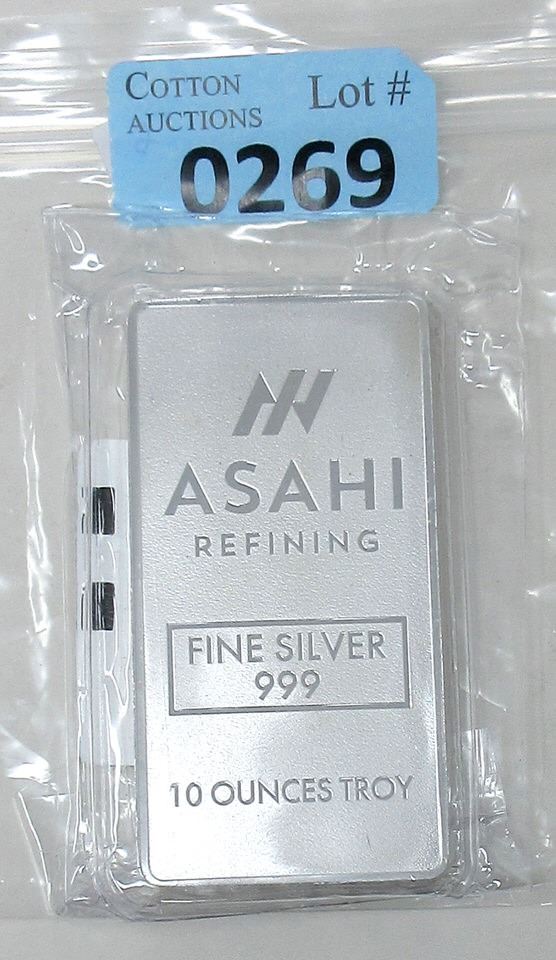 COTTON Lot #
AUCTIONS
0269
ASAHI
REFINING
FINE SILVER
999
10 OUNCES TROY